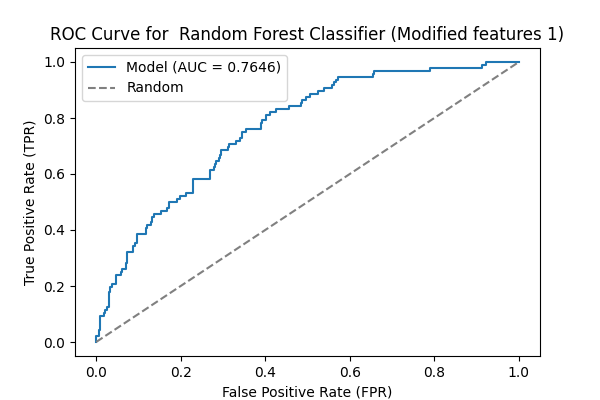 ROC Curve for  Random Forest Classifier (Modified features 1)
Model (AUC = 0.7646)
Random
True Positive Rate (TPR)
1.0
0.8
0.6
0.4
0.2
0.0
0.0 0.2 0.4 0.6 0.8 1.0
False Positive Rate (FPR)